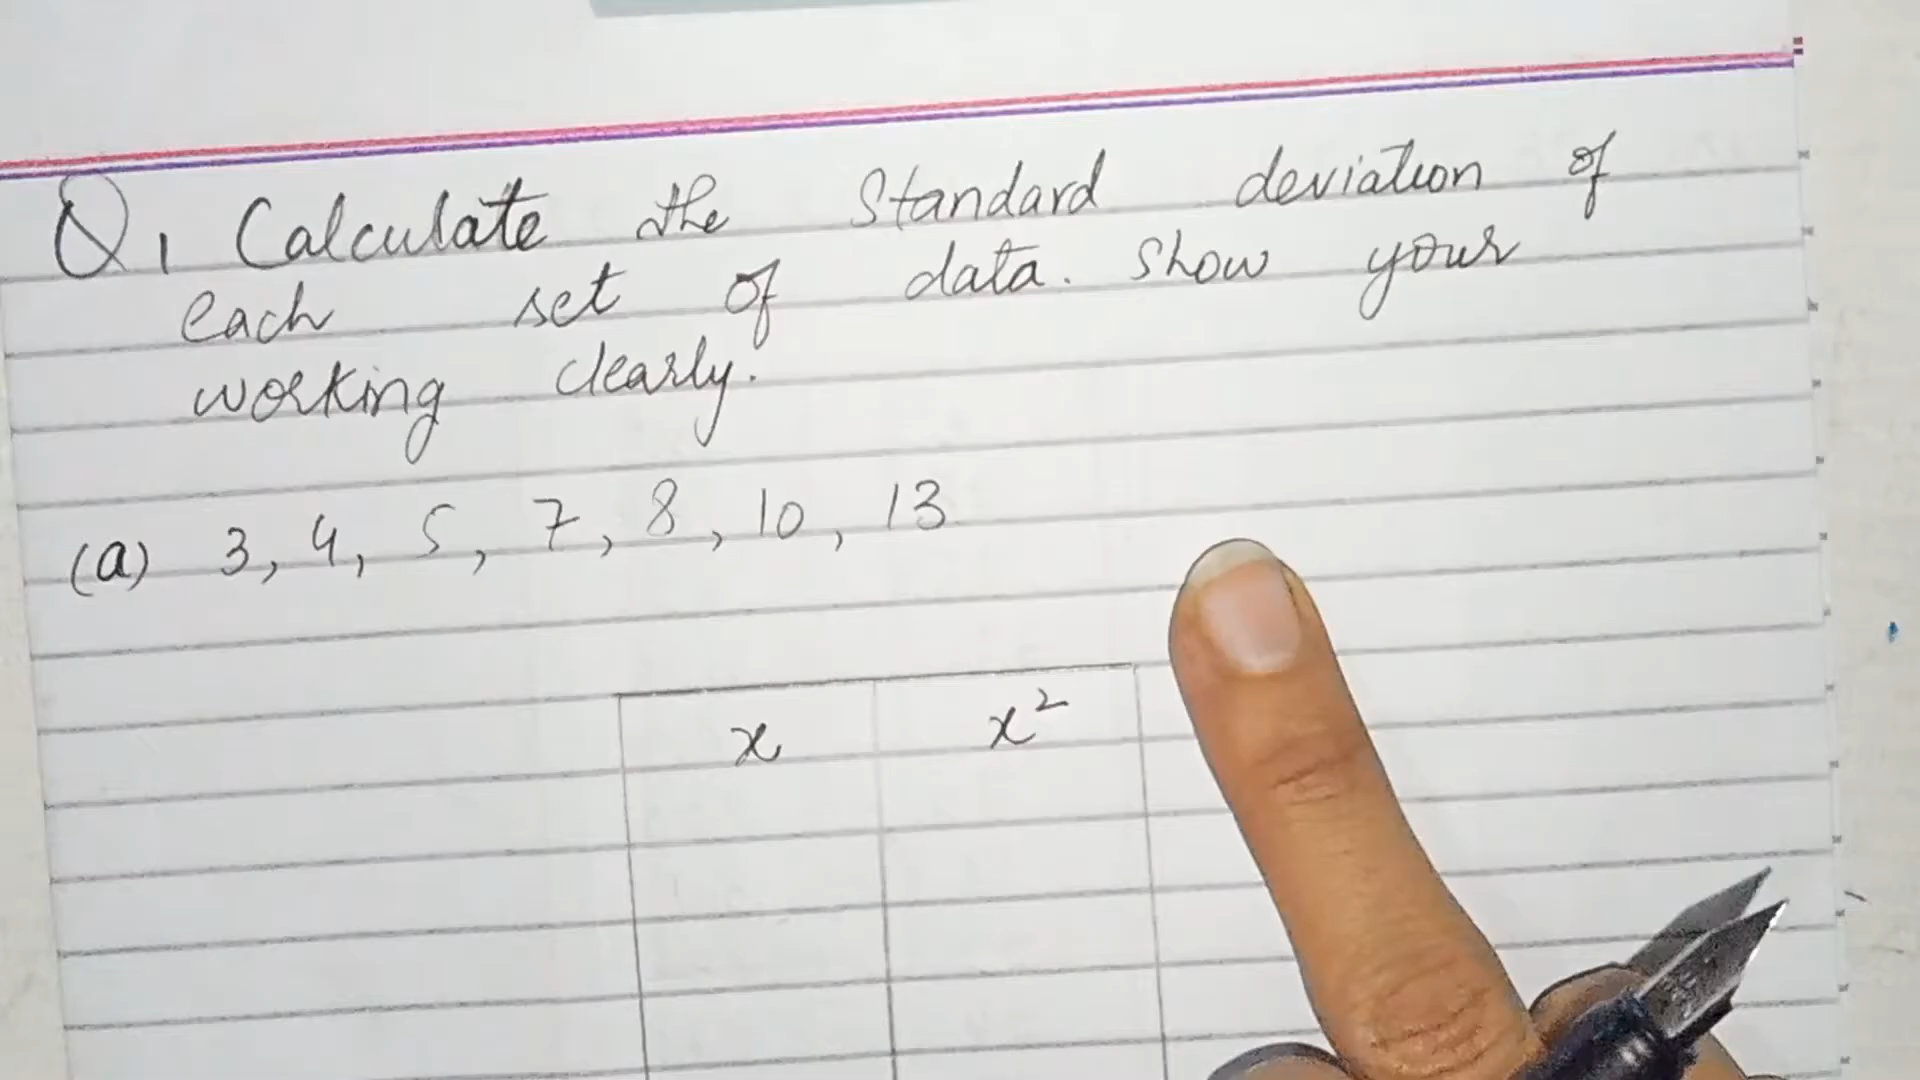 Q1 Calculate the Standard deviation of
each set of data. Show your
working clearly.
(a) 3, 4, 5, 7, 8, 10, 13
x x²